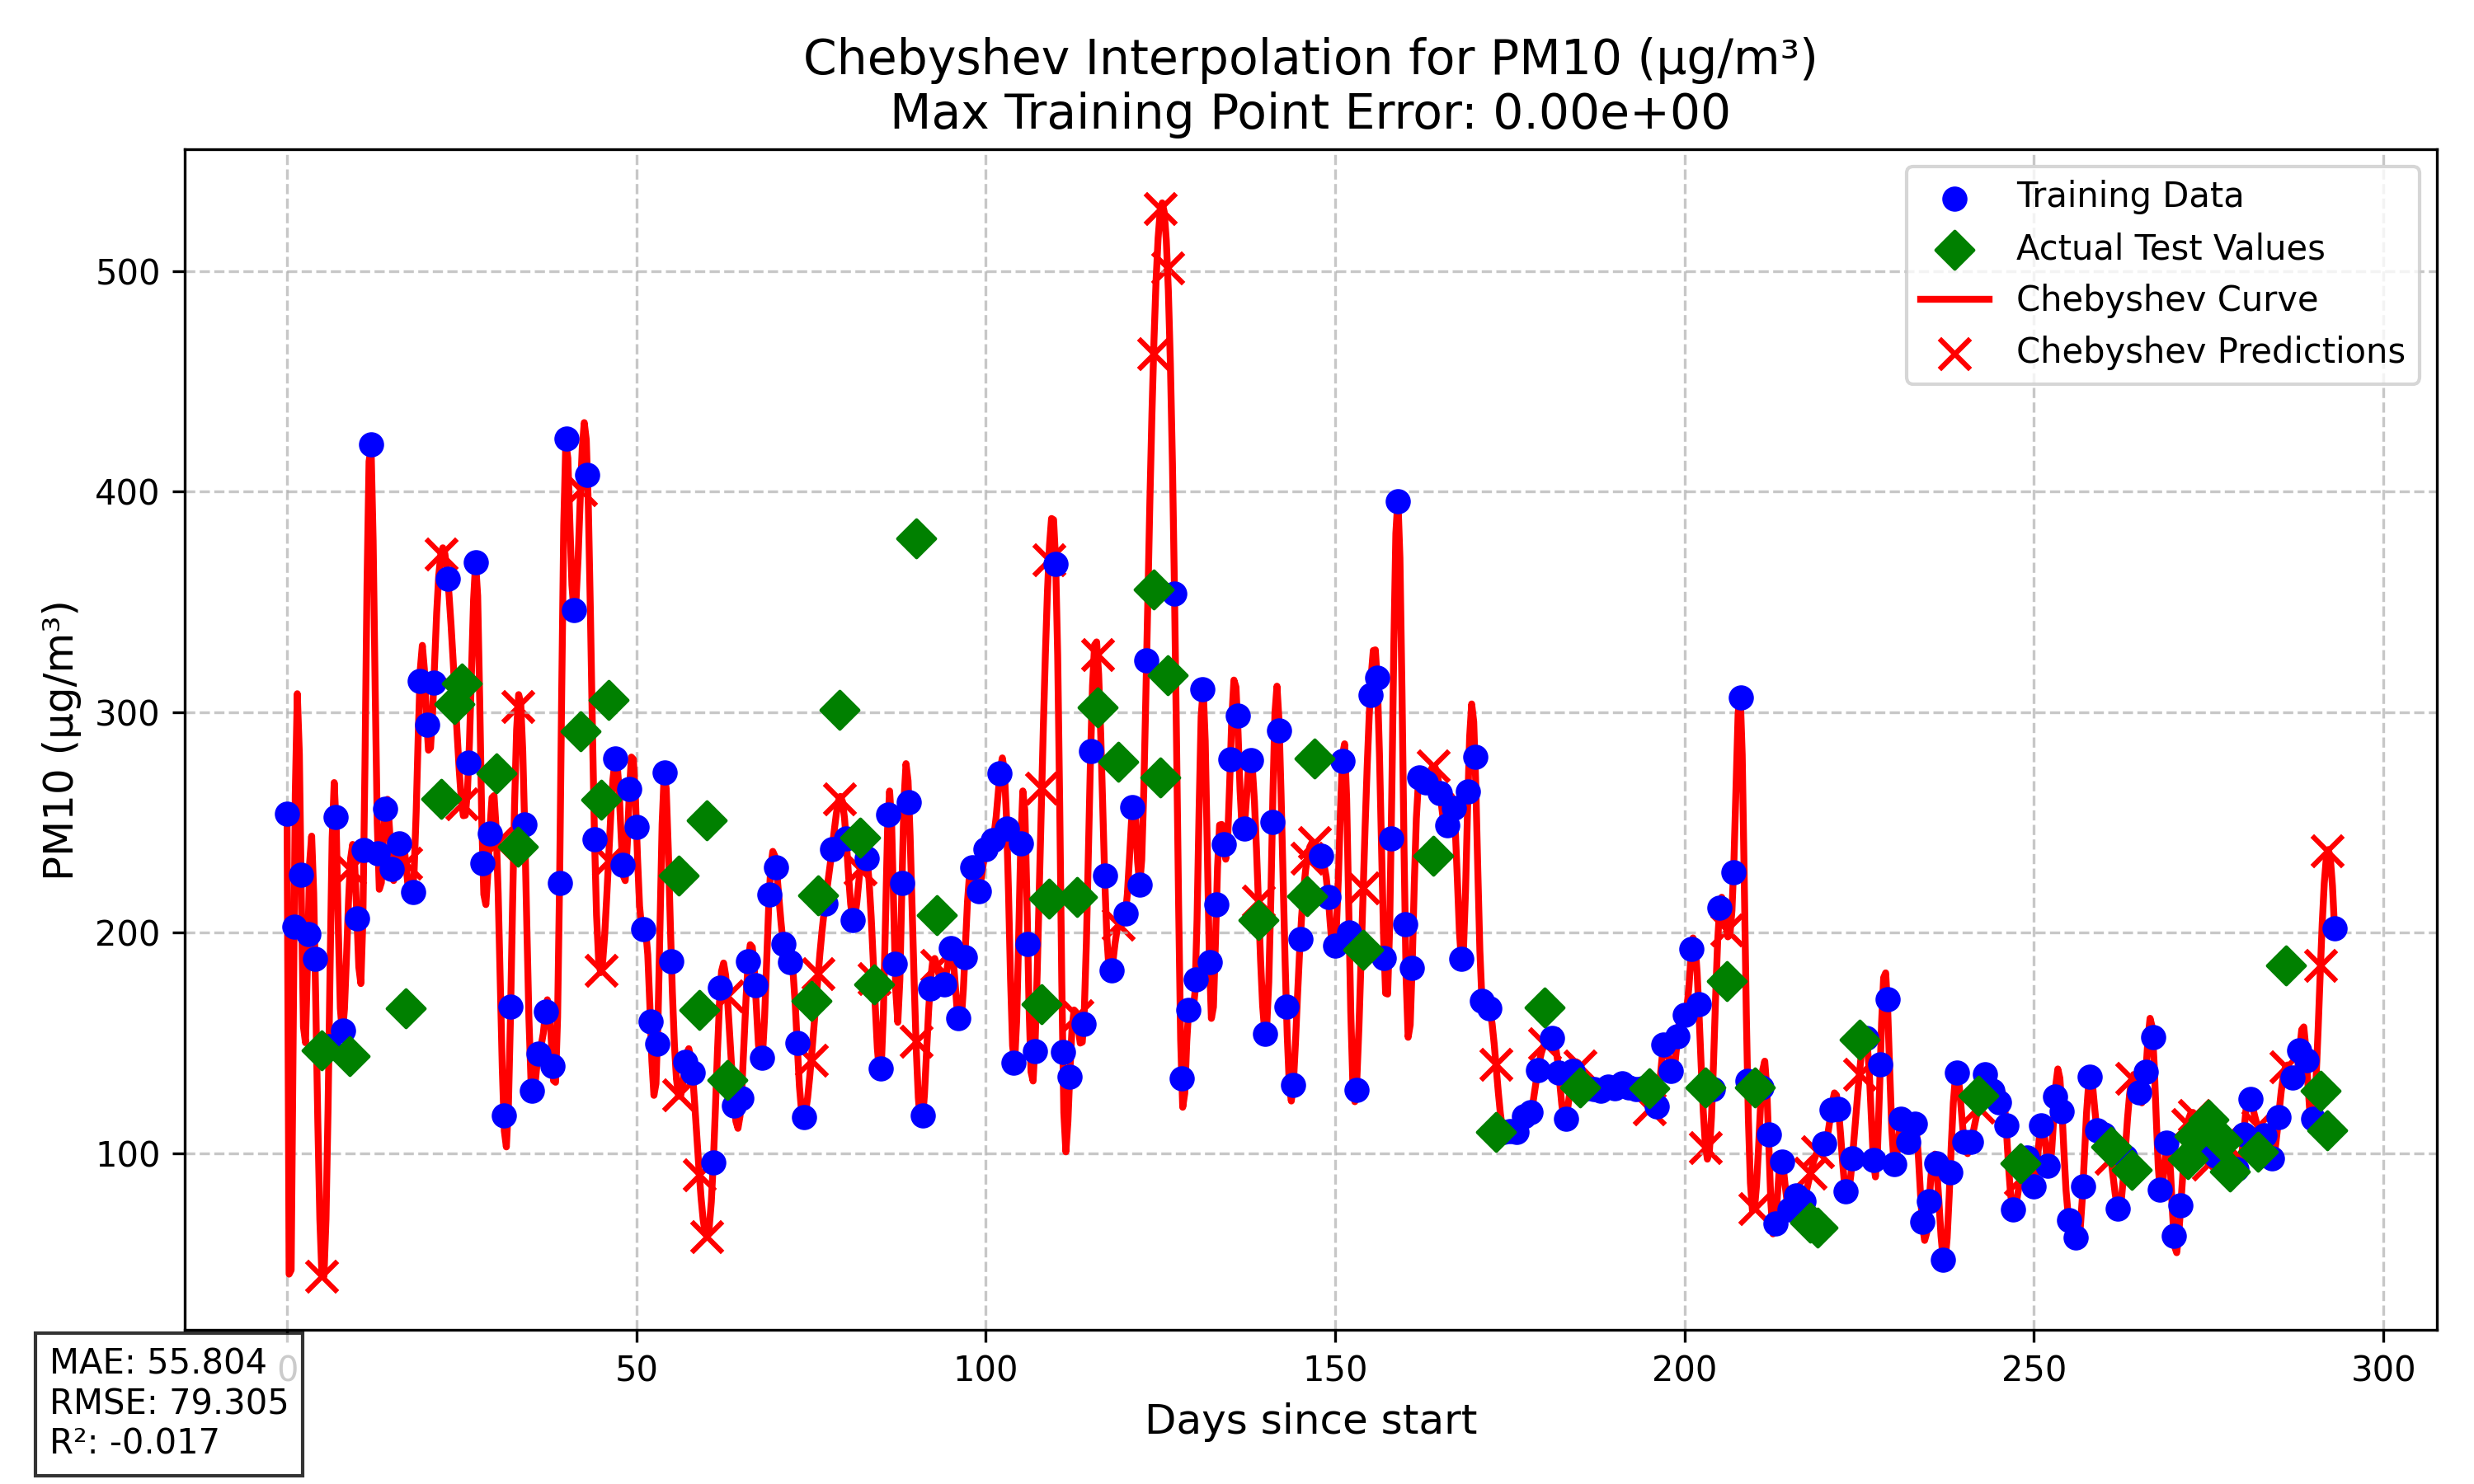 Chebyshev Interpolation for PM10 (µg/m³)
Max Training Point Error: 0.00e+00
Training Data
Actual Test Values
Chebyshev Curve
Chebyshev Predictions
PM10 (µg/m³)
500
400
300
200
100
0
50
100
150
200
250
300
Days since start
MAE: 55.804
RMSE: 79.305
R²: -0.017